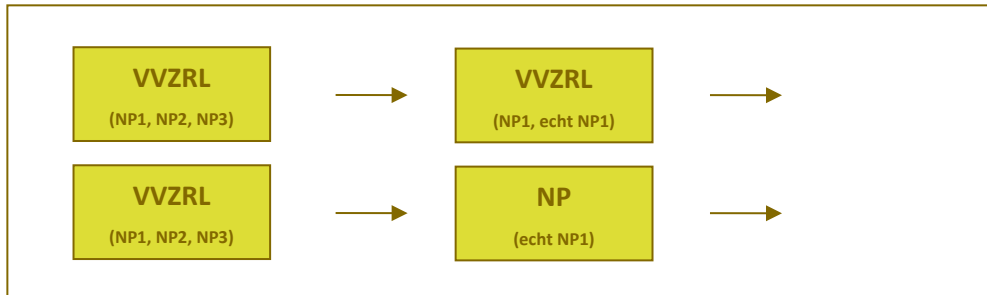 VVZRL
(NP1, NP2, NP3)
VVZRL
(NP1, echt NP1)
VVZRL
(NP1, NP2, NP3)
NP
(echt NP1)